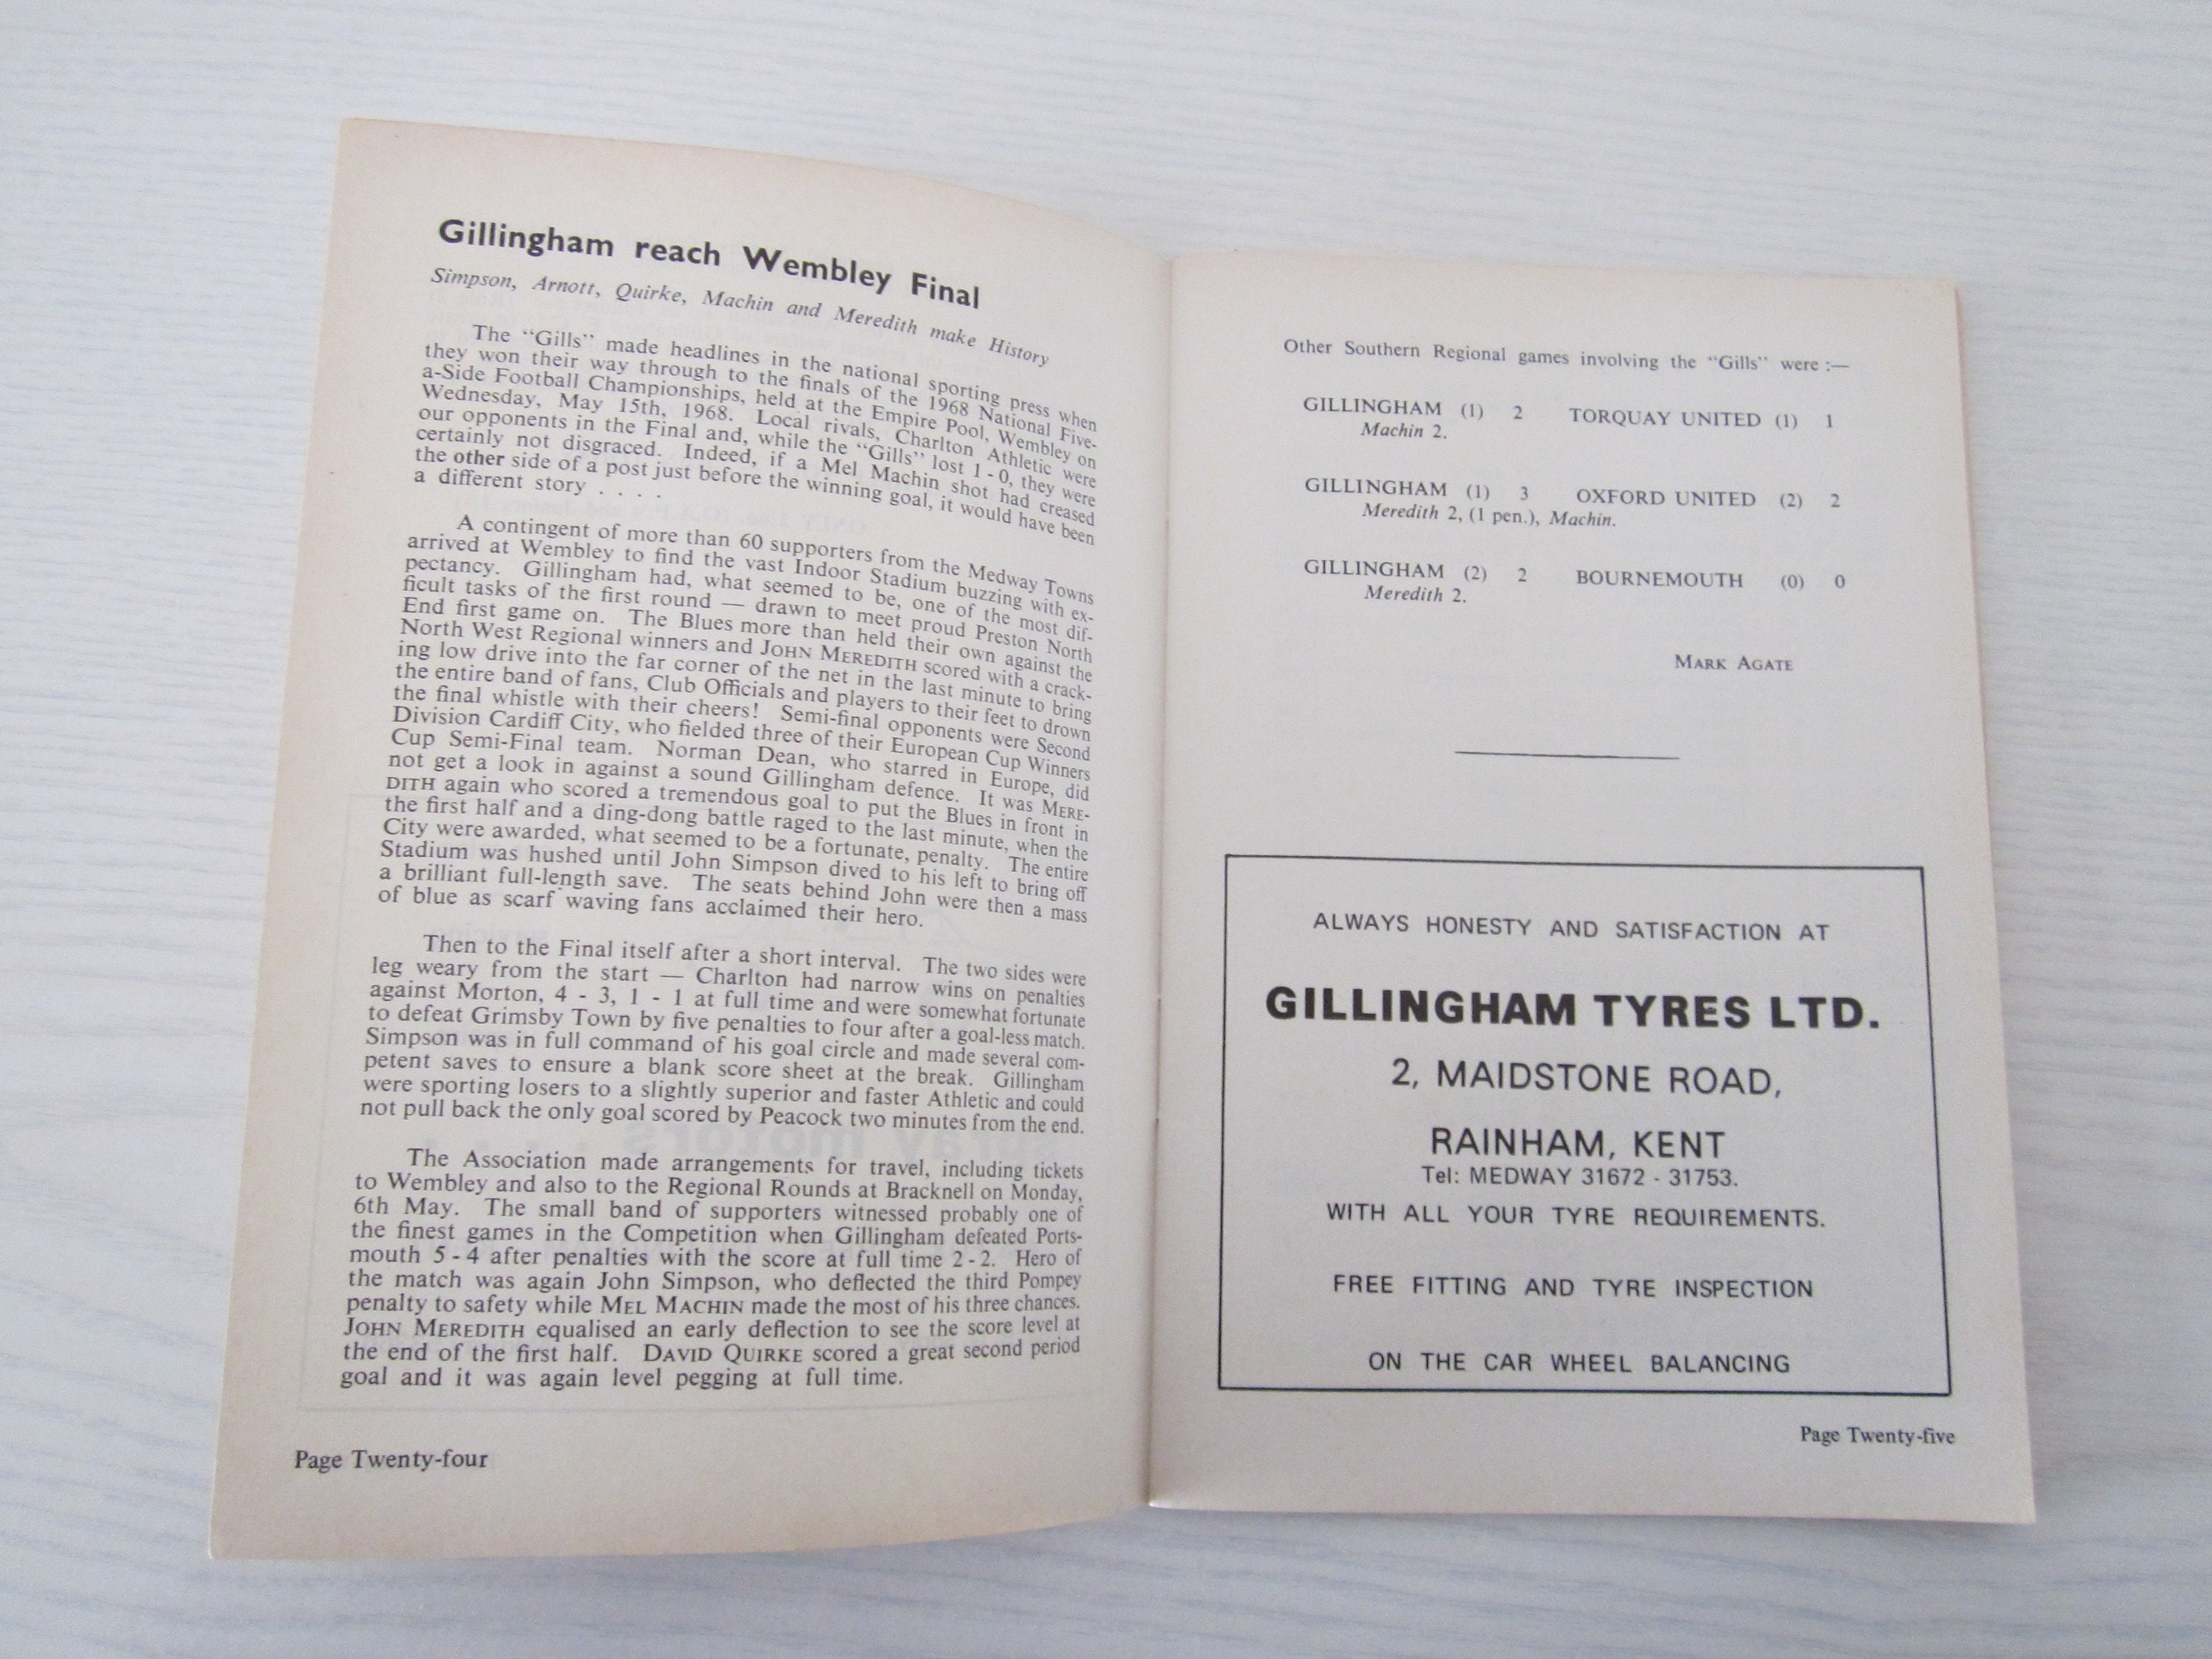 Gillingham reach Wembley Final
Simpson, Arnott, Quirke, Machin and Meredith make History
The "Gills" made headlines in the national sporting press when
they won their way through to the finals of the 1968 National Five-
a-Side Football Championships, held at the Empire Pool, Wembley on
Wednesday, May 15th, 1968. Local rivals, Charlton Athletic were
our opponents in the Final and, while the "Gills" lost 1 - 0, they were
certainly not disgraced. Indeed, if a Mel Machin shot had creased
the other side of a post just before the winning goal, it would have been
a different story . . . .
A contingent of more than 60 supporters from the Medway Towns
arrived at Wembley to find the vast Indoor Stadium buzzing with ex-
pectancy. Gillingham had, what seemed to be, one of the most dif-
ficult tasks of the first round — drawn to meet proud Preston North
End first game on. The Blues more than held their own against the
North West Regional winners and JOHN MEREDITH scored with a crack-
ing low drive into the far corner of the net in the last minute to bring
the entire band of fans, Club Officials and players to their feet to drown
the final whistle with their cheers! Semi-final opponents were Second
Division Cardiff City, who fielded three of their European Cup Winners
Cup Semi-Final team. Norman Dean, who starred in Europe, did
not get a look in against a sound Gillingham defence. It was MERE-
DITH again who scored a tremendous goal to put the Blues in front in
the first half and a ding-dong battle raged to the last minute, when the
City were awarded, what seemed to be a fortunate, penalty. The entire
Stadium was hushed until John Simpson dived to his left to bring off
a brilliant full-length save. The seats behind John were then a mass
of blue as scarf waving fans acclaimed their hero.
Then to the Final itself after a short interval. The two sides were
leg weary from the start — Charlton had narrow wins on penalties
against Morton, 4 - 3, 1 - 1 at full time and were somewhat fortunate
to defeat Grimsby Town by five penalties to four after a goal-less match.
Simpson was in full command of his goal circle and made several com-
petent saves to ensure a blank score sheet at the break. Gillingham
were sporting losers to a slightly superior and faster Athletic and could
not pull back the only goal scored by Peacock two minutes from the end.
The Association made arrangements for travel, including tickets
to Wembley and also to the Regional Rounds at Bracknell on Monday,
6th May. The small band of supporters witnessed probably one of
the finest games in the Competition when Gillingham defeated Ports-
mouth 5 - 4 after penalties with the score at full time 2 - 2. Hero of
the match was again John Simpson, who deflected the third Pompey
penalty to safety while MEL MACHIN made the most of his three chances.
JOHN MEREDITH equalised an early deflection to see the score level at
the end of the first half. DAVID QUIRKE scored a great second period
goal and it was again level pegging at full time.
Page Twenty-four
Other Southern Regional games involving the "Gills" were :—
GILLINGHAM (1) 2 TORQUAY UNITED (1) 1
Machin 2.
GILLINGHAM (1) 3 OXFORD UNITED (2) 2
Meredith 2, (1 pen.), Machin.
GILLINGHAM (2) 2 BOURNEMOUTH (0) 0
Meredith 2.
MARK AGATE
ALWAYS HONESTY AND SATISFACTION AT
GILLINGHAM TYRES LTD.
2, MAIDSTONE ROAD,
RAINHAM, KENT
Tel: MEDWAY 31672 - 31753.
WITH ALL YOUR TYRE REQUIREMENTS.
FREE FITTING AND TYRE INSPECTION
ON THE CAR WHEEL BALANCING
Page Twenty-five